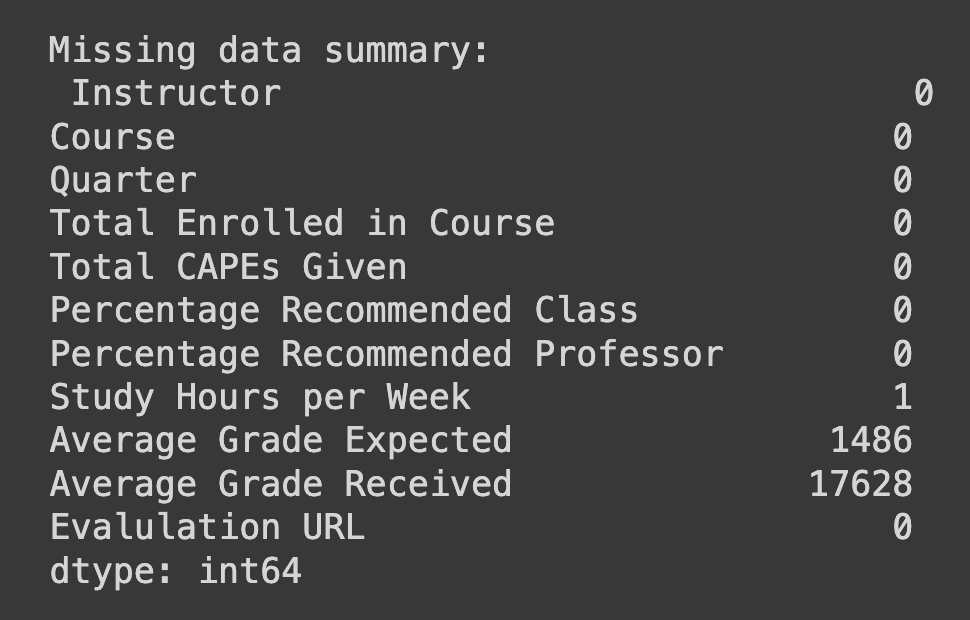 Missing data summary:
Instructor 0
Course 0
Quarter 0
Total Enrolled in Course 0
Total CAPEs Given 0
Percentage Recommended Class 0
Percentage Recommended Professor 0
Study Hours per Week 1
Average Grade Expected 1486
Average Grade Received 17628
Evalulation URL 0
dtype: int64